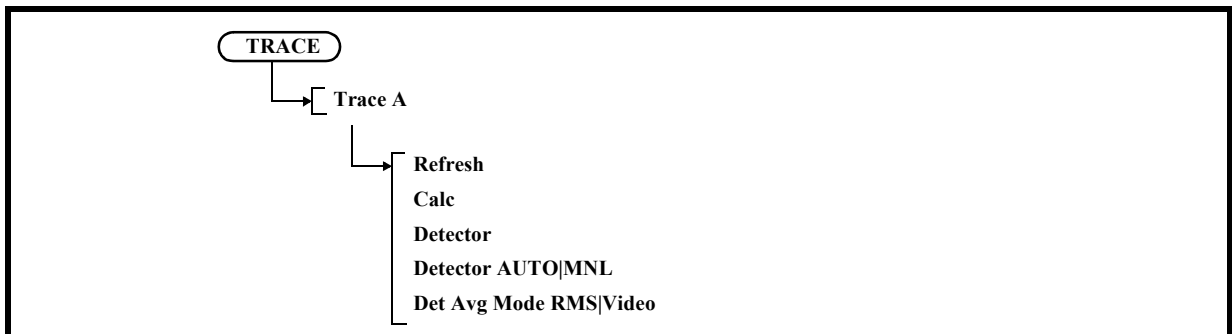 TRACE
Trace A
Refresh
Calc
Detector
Detector AUTO|MNL
Det Avg Mode RMS|Video